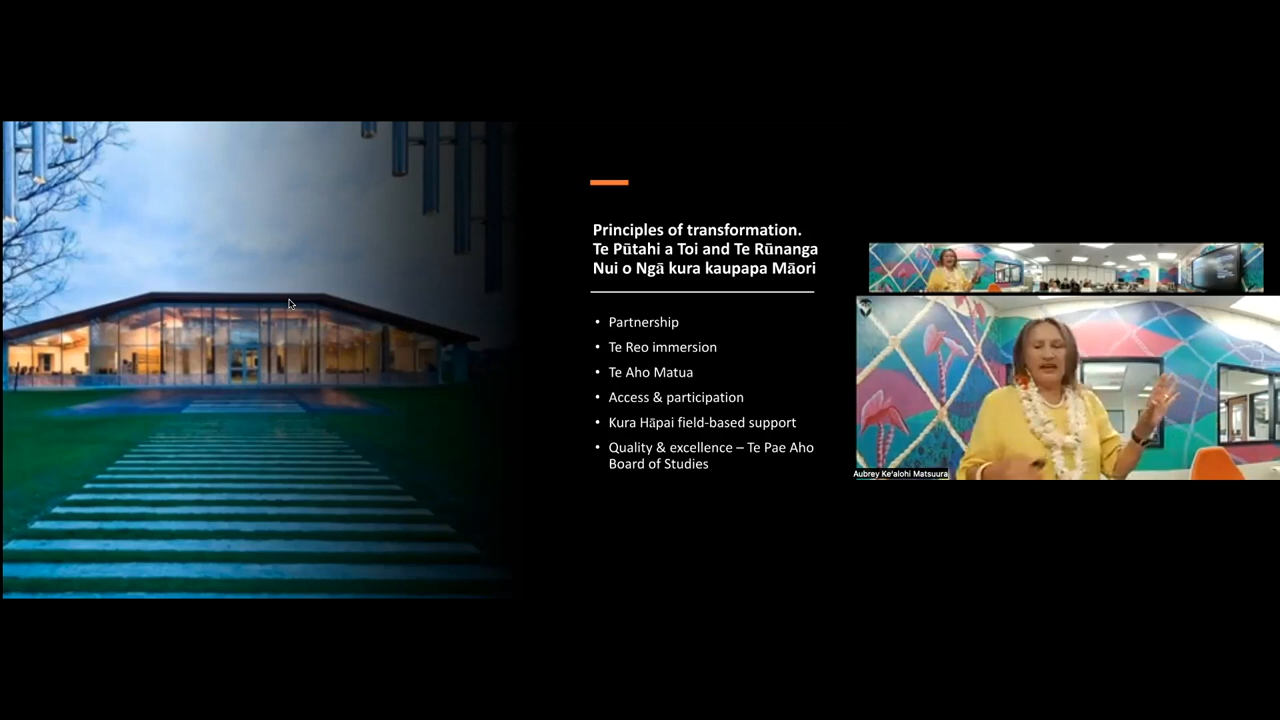 Principles of transformation.
Te Pūtahi a Toi and Te Rūnanga
Nui o Ngā kura kaupapa Māori
• Partnership
• Te Reo immersion
• Te Aho Matua
• Access & participation
• Kura Hāpai field-based support
• Quality & excellence – Te Pae Aho
Board of Studies
Aubrey Ke'alohi Matsuura